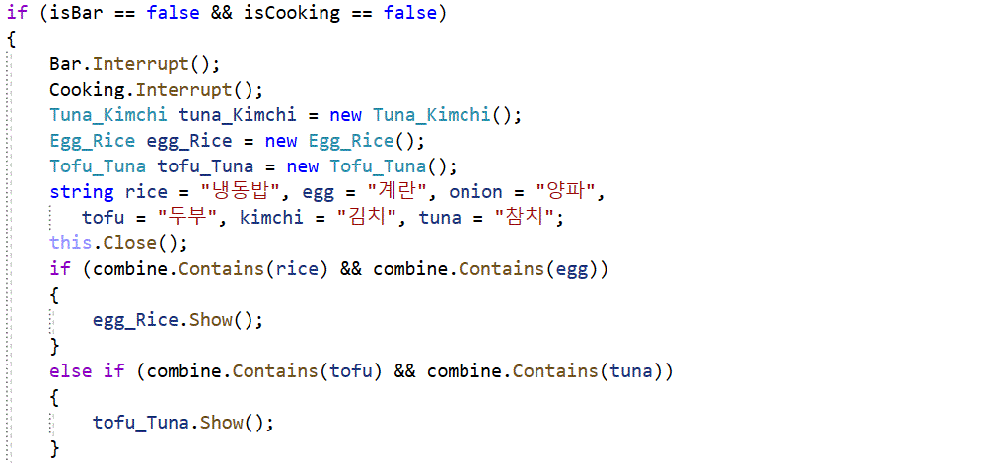 if (isBar == false && isCooking == false)
{
Bar.Interrupt();
Cooking.Interrupt();
Tuna_Kimchi tuna_Kimchi = new Tuna_Kimchi();
Egg_Rice egg_Rice = new Egg_Rice();
Tofu_Tuna tofu_Tuna = new Tofu_Tuna();
string rice = "냉동밥", egg = "계란", onion = "양파",
tofu = "두부", kimchi = "김치", tuna = "참치";
this.Close();
if (combine.Contains(rice) && combine.Contains(egg))
{
egg_Rice.Show();
}
else if (combine.Contains(tofu) && combine.Contains(tuna))
{
tofu_Tuna.Show();
}